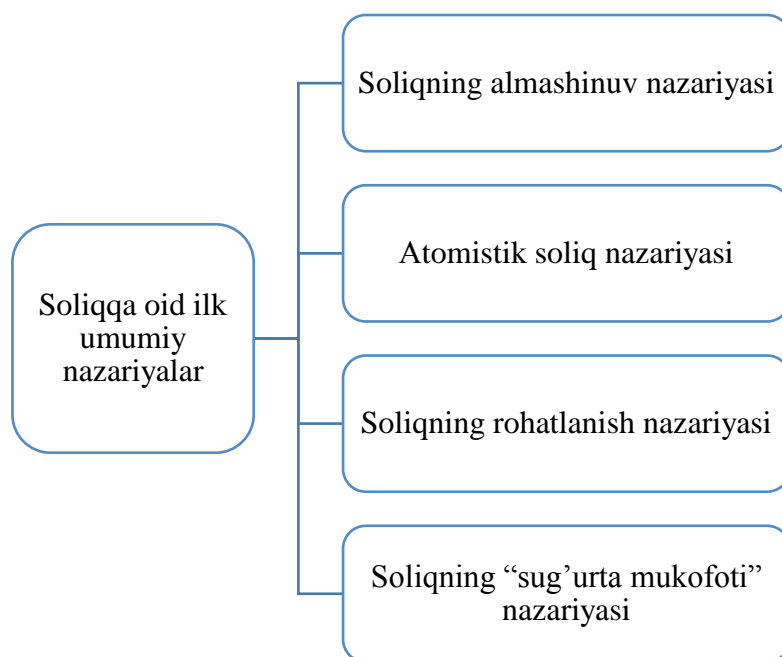 Soliqqa oid ilk
umumiy
nazariyalar
Soliqning almashinuv nazariyasi
Atomistik soliq nazariyasi
Soliqning rohatlanish nazariyasi
Soliqning “sug’urta mukofoti”
nazariyasi